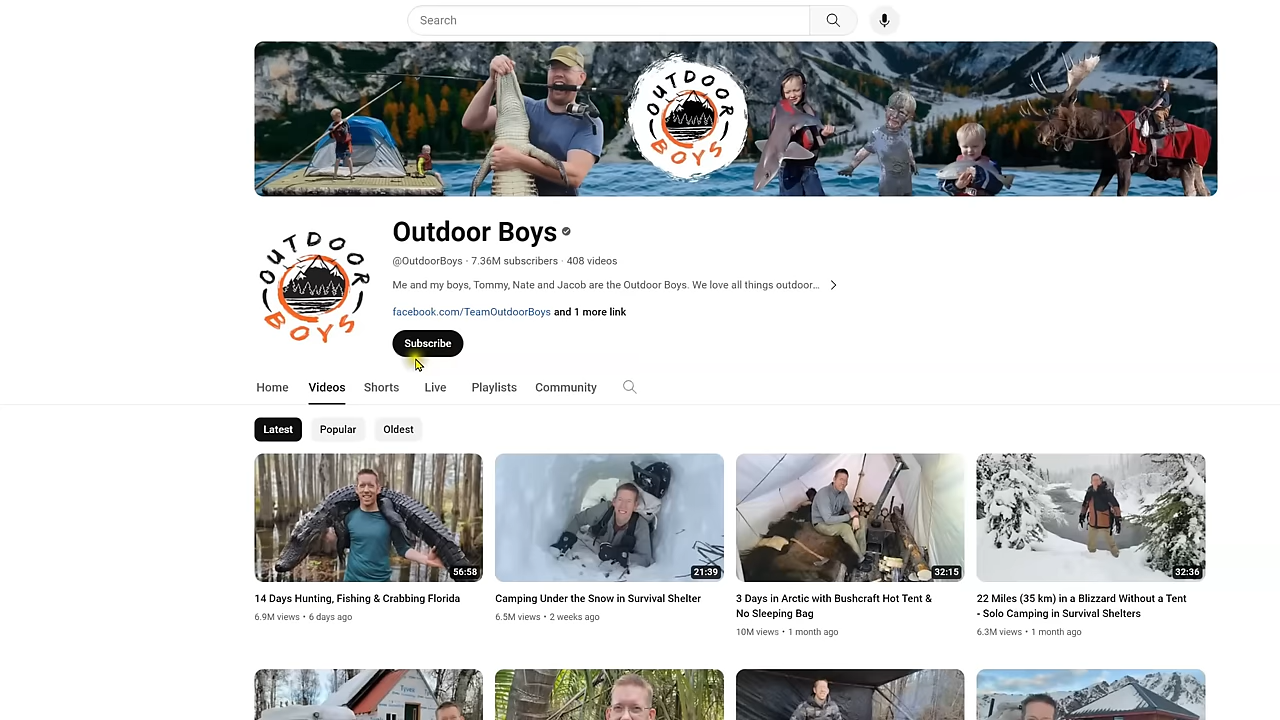 Search
OUTDOOR
BOYS
Outdoor Boys
OUTDOOR
BOYS
@OutdoorBoys · 7.36M subscribers · 408 videos
Me and my boys, Tommy, Nate and Jacob are the Outdoor Boys. We love all things outdoor...
facebook.com/TeamOutdoorBoys and 1 more link
Subscribe
Home Videos Shorts Live Playlists Community
Latest Popular Oldest
56:58 21:39 32:15 32:36
14 Days Hunting, Fishing & Crabbing Florida
6.9M views • 6 days ago
Camping Under the Snow in Survival Shelter
6.5M views • 2 weeks ago
3 Days in Arctic with Bushcraft Hot Tent &
No Sleeping Bag
10M views • 1 month ago
22 Miles (35 km) in a Blizzard Without a Tent
- Solo Camping in Survival Shelters
6.3M views • 1 month ago